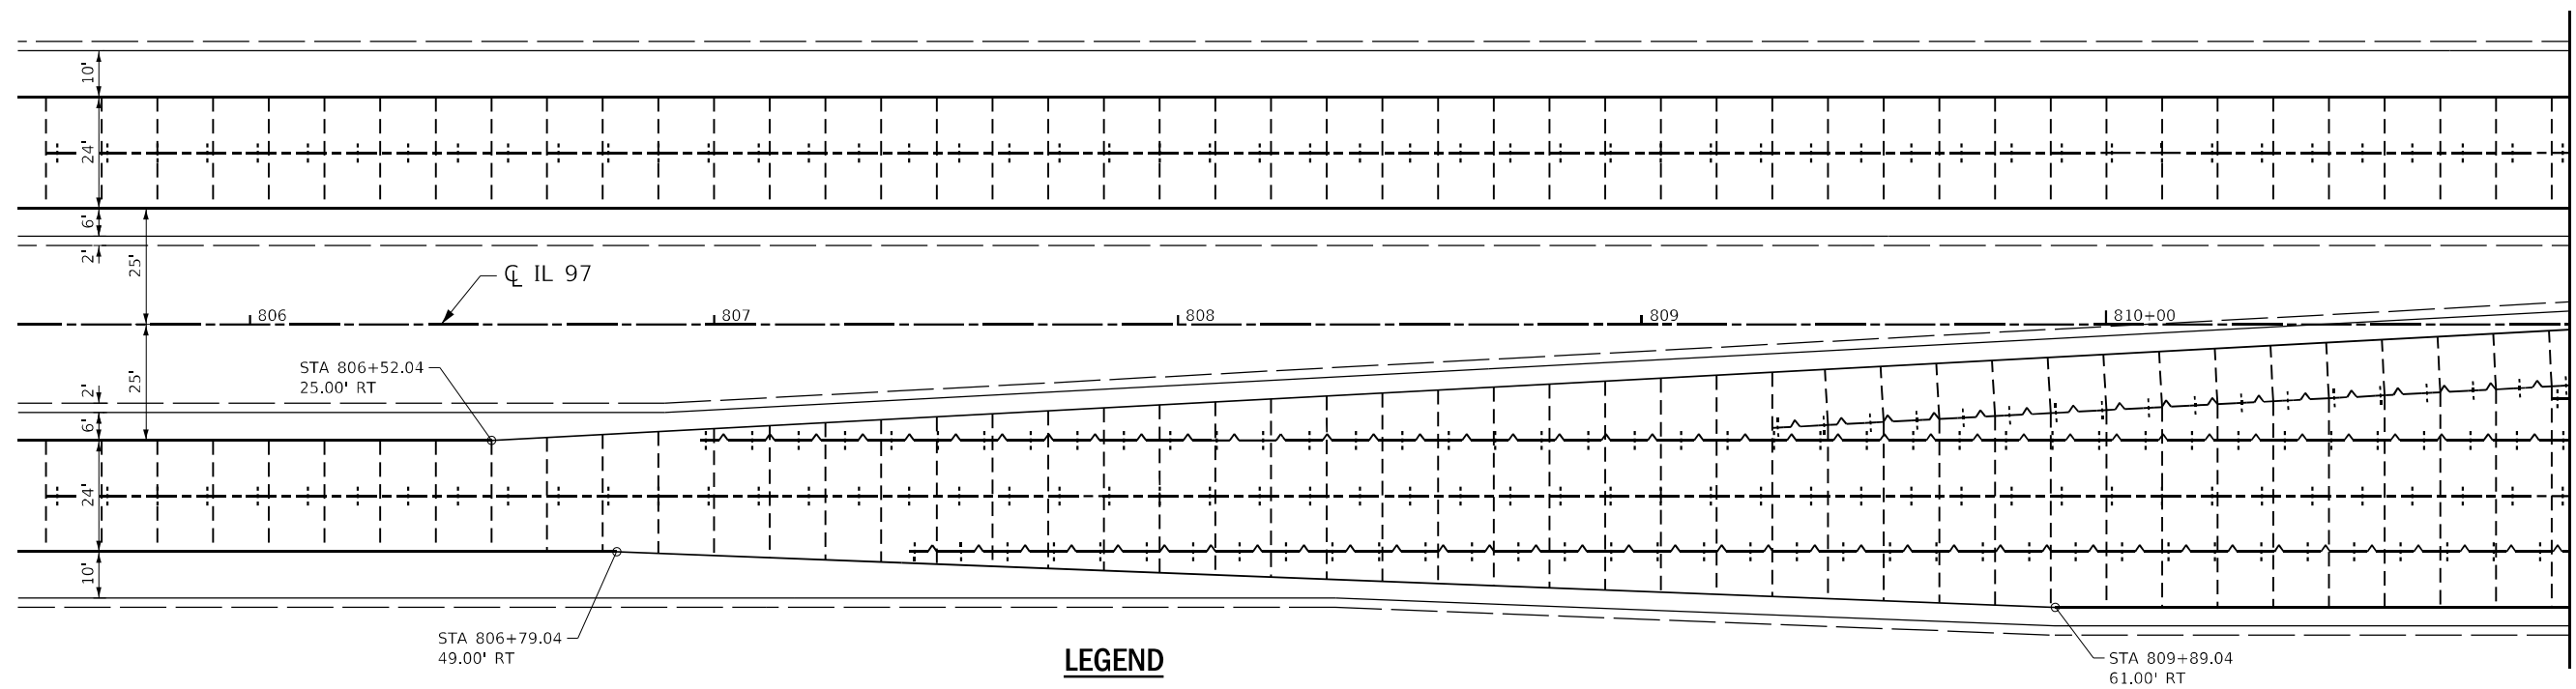 10'
24'
6'
2'
25'
℄ IL 97
806
807
808
809
810+00
STA 806+52.04
25.00' RT
25'
2'
6'
24'
10'
STA 806+79.04
49.00' RT
LEGEND
STA 809+89.04
61.00' RT